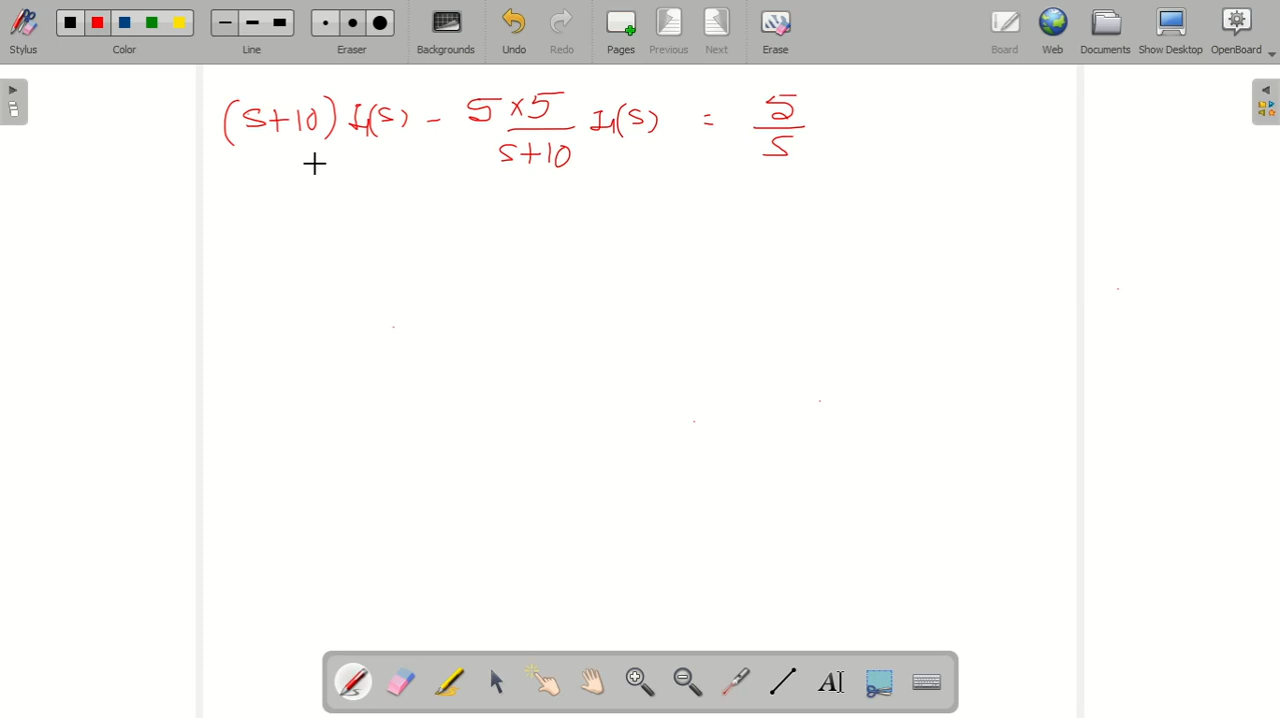 Stylus Color Line Eraser Backgrounds Undo Redo Pages Previous Next Erase Board Web Documents Show Desktop OpenBoard
(S+10) I₁(S) - 5 × 5/(S+10) I₁(S) = 5/S
AI